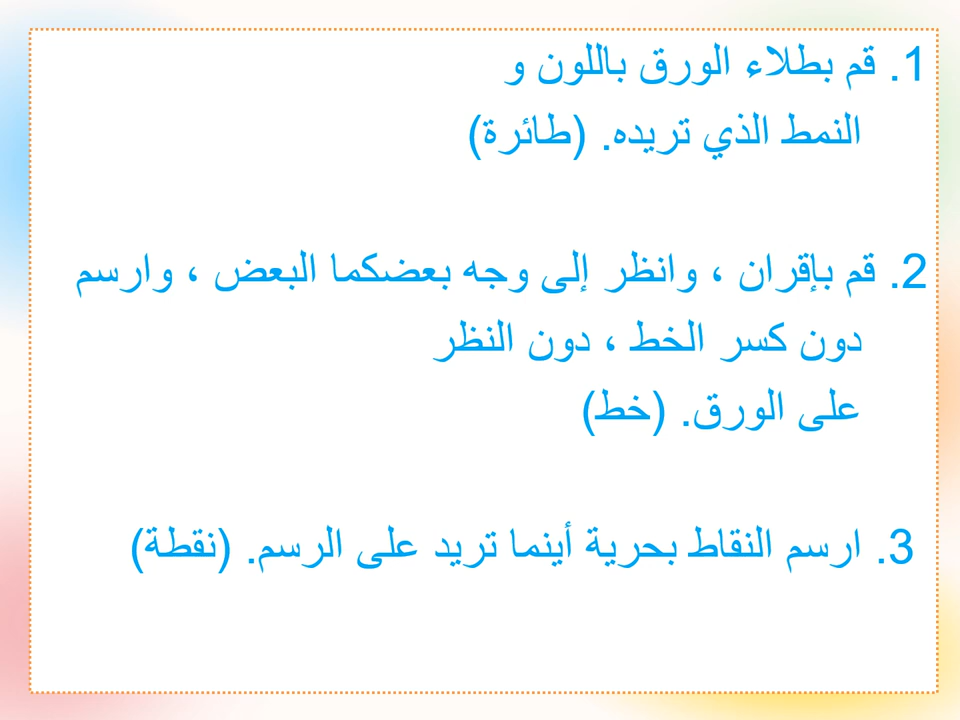 1. قم بطلاء الورق باللون و
النمط الذي تريده. (طائرة)
2. قم بإقران ، وانظر إلى وجه بعضكما البعض ، وارسم
دون كسر الخط ، دون النظر
على الورق. (خط)
3. ارسم النقاط بحرية أينما تريد على الرسم. (نقطة)